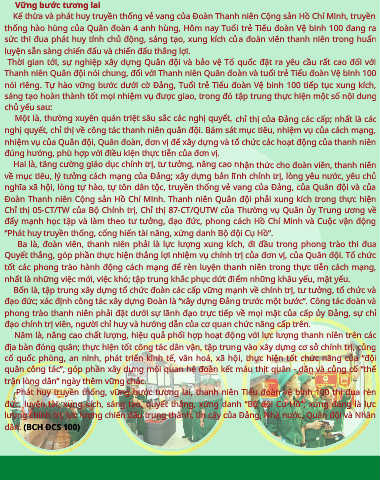 Vững bước tương lai
Kế thừa và phát huy truyền thống vẻ vang của Đoàn Thanh niên Cộng sản Hồ Chí Minh, truyền
thống hào hùng của Quân đoàn 4 anh hùng, Hôm nay Tuổi trẻ Tiểu đoàn Vệ binh 100 đang ra
sức thi đua phát huy tính chủ động, sáng tạo, xung kích của đoàn viên thanh niên trong huấn
luyện sẵn sàng chiến đấu và chiến đấu thắng lợi.
Thời gian tới, sự nghiệp xây dựng Quân đội và bảo vệ Tổ quốc đặt ra yêu cầu rất cao đối với
Thanh niên Quân đội nói chung, đối với Thanh niên Quân đoàn và tuổi trẻ Tiểu đoàn Vệ binh 100
nói riêng. Tự hào vững bước dưới cờ Đảng, Tuổi trẻ Tiểu đoàn Vệ binh 100 tiếp tục xung kích,
sáng tạo hoàn thành tốt mọi nhiệm vụ được giao, trong đó tập trung thực hiện một số nội dung
chủ yếu sau:
Một là, thường xuyên quán triệt sâu sắc các nghị quyết, chỉ thị của Đảng các cấp; nhất là các
nghị quyết, chỉ thị về công tác thanh niên quân đội. Bám sát mục tiêu, nhiệm vụ của cách mạng,
nhiệm vụ của Quân đội, Quân đoàn, đơn vị để xây dựng và tổ chức các hoạt động của thanh niên
đúng hướng, phù hợp với điều kiện thực tiễn của đơn vị.
Hai là, tăng cường giáo dục chính trị, tư tưởng, nâng cao nhận thức cho đoàn viên, thanh niên
về mục tiêu, lý tưởng cách mạng của Đảng; xây dựng bản lĩnh chính trị, lòng yêu nước, yêu chủ
nghĩa xã hội, lòng tự hào, tự tôn dân tộc, truyền thống vẻ vang của Đảng, của Quân đội và của
Đoàn Thanh niên Cộng sản Hồ Chí Minh. Thanh niên Quân đội phải xung kích trong thực hiện
Chỉ thị 05-CT/TW của Bộ Chính trị, Chỉ thị 87-CT/QUTW của Thường vụ Quân ủy Trung ương về
đẩy mạnh học tập và làm theo tư tưởng, đạo đức, phong cách Hồ Chí Minh và Cuộc vận động
“Phát huy truyền thống, cống hiến tài năng, xứng danh Bộ đội Cụ Hồ”.
Ba là, đoàn viên, thanh niên phải là lực lượng xung kích, đi đầu trong phong trào thi đua
Quyết thắng, góp phần thực hiện thắng lợi nhiệm vụ chính trị của đơn vị, của Quân đội. Tổ chức
tốt các phong trào hành động cách mạng để rèn luyện thanh niên trong thực tiễn cách mạng,
nhất là những việc mới, việc khó; tập trung khắc phục dứt điểm những khâu yếu, mặt yếu.
Bốn là, tập trung xây dựng tổ chức đoàn các cấp vững mạnh về chính trị, tư tưởng, tổ chức và
đạo đức; xác định công tác xây dựng Đoàn là “xây dựng Đảng trước một bước”. Công tác đoàn và
phong trào thanh niên phải đặt dưới sự lãnh đạo trực tiếp về mọi mặt của cấp ủy Đảng, sự chỉ
đạo chính trị viên, người chỉ huy và hướng dẫn của cơ quan chức năng cấp trên.
Năm là, nâng cao chất lượng, hiệu quả phối hợp hoạt động với lực lượng thanh niên trên các
địa bàn đóng quân; thực hiện tốt công tác dân vận, tập trung vào xây dựng cơ sở chính trị, củng
cố quốc phòng, an ninh, phát triển kinh tế, văn hoá, xã hội, thực hiện tốt chức năng của “đội
quân công tác”, góp phần xây dựng mối quan hệ đoàn kết máu thịt quân - dân và củng cố “thế
trận lòng dân” ngày thêm vững chắc.
Phát huy truyền thống, vững bước tương lai, thanh niên Tiểu đoàn vệ binh 100 thi đua rèn
đức, luyện tài, xung kích, sáng tạo, quyết thắng, xứng danh “Bộ đội Cụ Hồ”, xứng đáng là lực
lượng chính trị, lực lượng chiến đấu trung thành, tin cậy của Đảng, Nhà nước, Quân Đội và Nhân
dân. (BCH ĐCS 100)